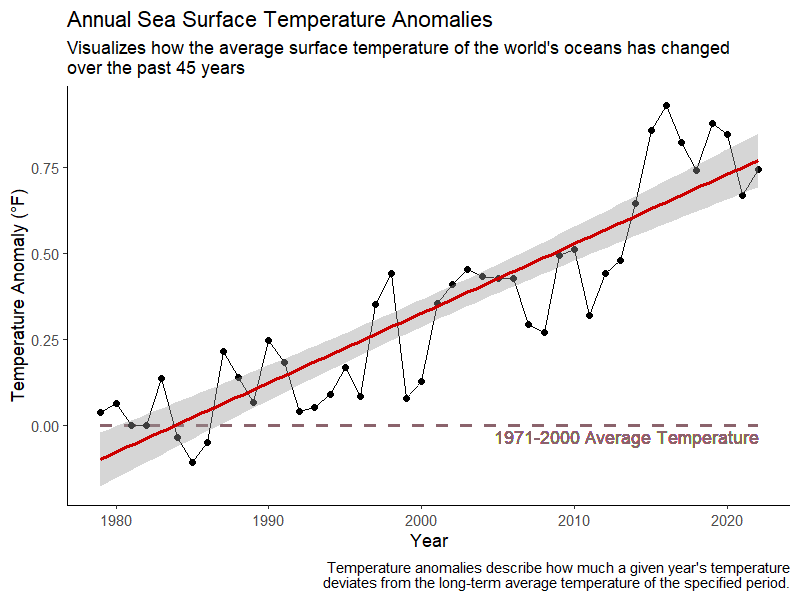 Annual Sea Surface Temperature Anomalies
Visualizes how the average surface temperature of the world's oceans has changed
over the past 45 years
Temperature Anomaly (°F)
0.75
0.50
0.25
0.00
1971-2000 Average Temperature
1980
1990
2000
2010
2020
Year
Temperature anomalies describe how much a given year's temperature
deviates from the long-term average temperature of the specified period.